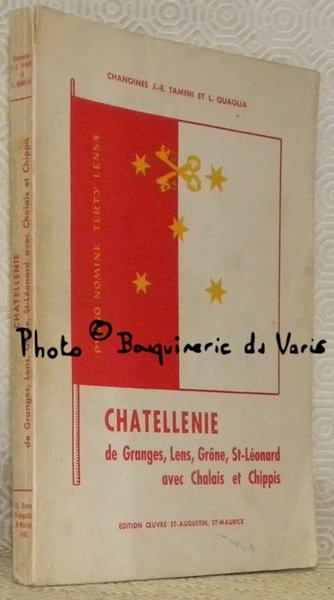 CHANOINES J.-E. TAMINI ET L. QUAGLIA
NOMINE TERTY LENSA
Photo © Bouquinerie du Varis
CHATELLENIE
de Granges, Lens, Grône, St-Léonard
avec Chalais et Chippis
EDITION ŒUVRE ST-AUGUSTIN, ST-MAURICE
CHATELLENIE
de Granges, Lens, St-Léonard avec Chalais et Chippis